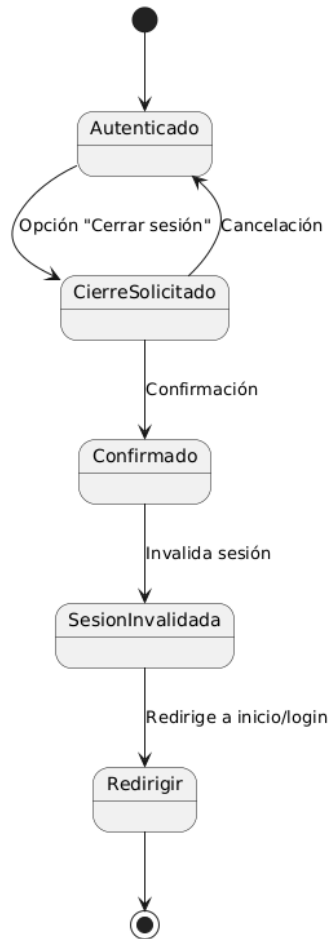 Autenticado
Opción "Cerrar sesión"
Cancelación
CierreSolicitado
Confirmación
Confirmado
Invalida sesión
SesionInvalidada
Redirige a inicio/login
Redirigir